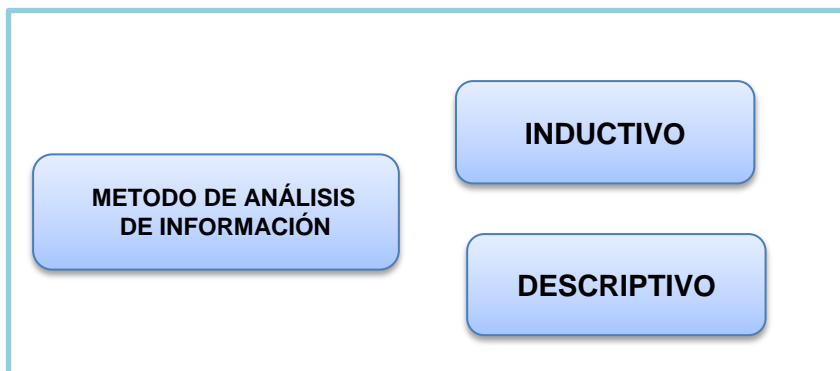 METODO DE ANÁLISIS
DE INFORMACIÓN
INDUCTIVO
DESCRIPTIVO